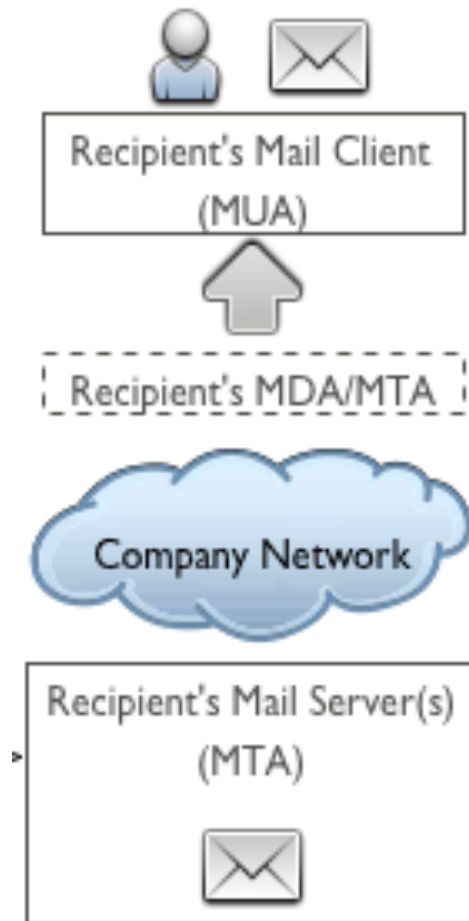 Recipient's Mail Client
(MUA)
Recipient's MDA/MTA
Company Network
Recipient's Mail Server(s)
(MTA)